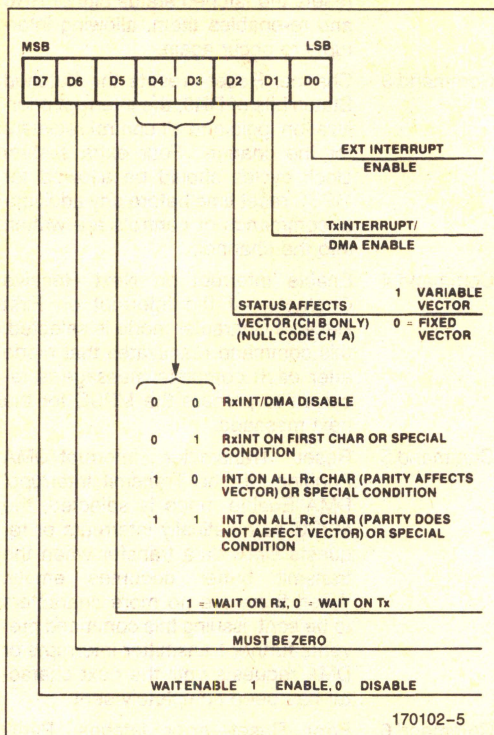 MSB LSB
D7 D6 D5 D4 D3 D2 D1 D0
EXT INTERRUPT
ENABLE
TxINTERRUPT/
DMA ENABLE
STATUS AFFECTS
VECTOR (CH B ONLY)
(NULL CODE CH A)
1 VARIABLE
VECTOR
0 = FIXED
VECTOR
0 0 RxINT/DMA DISABLE
0 1 RxINT ON FIRST CHAR OR SPECIAL
CONDITION
1 0 INT ON ALL Rx CHAR (PARITY AFFECTS
VECTOR) OR SPECIAL CONDITION
1 1 INT ON ALL Rx CHAR (PARITY DOES
NOT AFFECT VECTOR) OR SPECIAL
CONDITION
1 = WAIT ON Rx, 0 = WAIT ON Tx
MUST BE ZERO
WAIT ENABLE 1 ENABLE, 0 DISABLE
170102–5